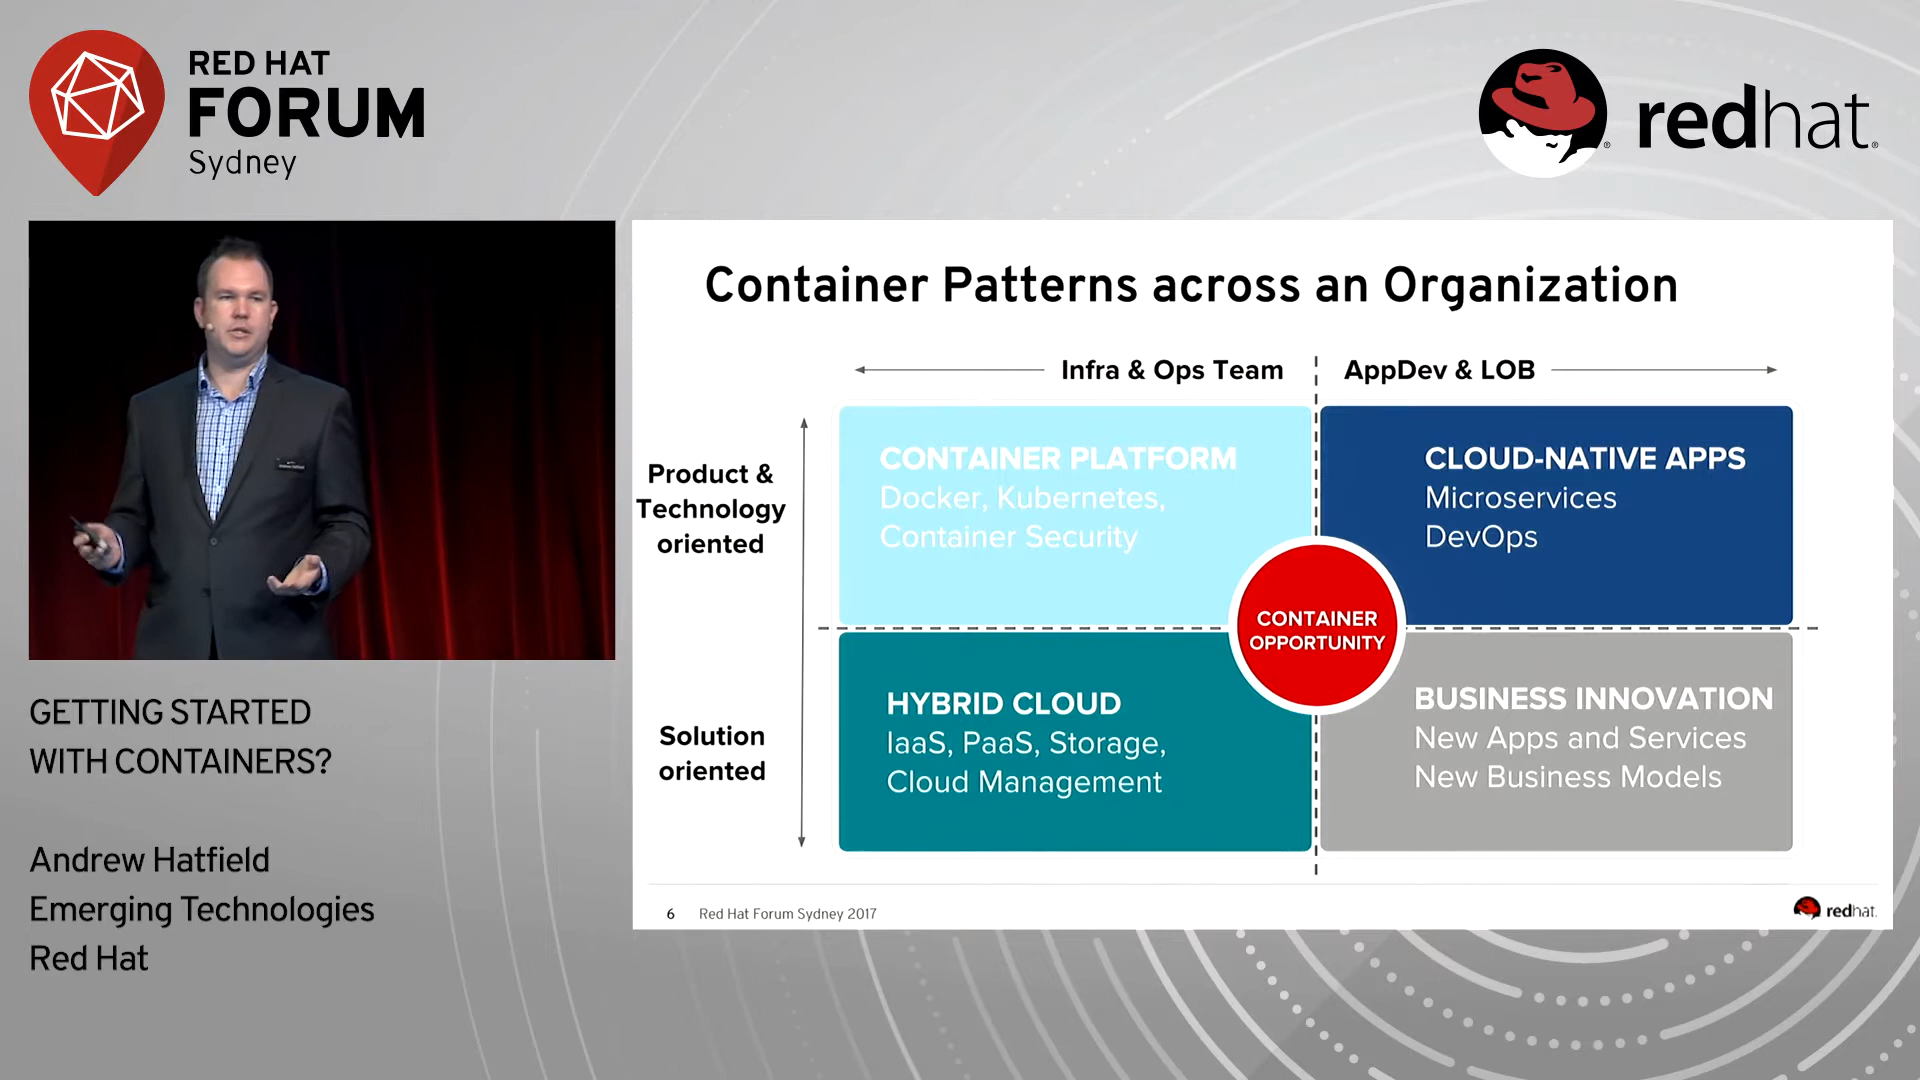 RED HAT
FORUM
Sydney
redhat.
Container Patterns across an Organization
Infra & Ops Team
AppDev & LOB
Product &
Technology
oriented
CONTAINER PLATFORM
Docker, Kubernetes,
Container Security
CLOUD-NATIVE APPS
Microservices
DevOps
CONTAINER
OPPORTUNITY
Solution
oriented
HYBRID CLOUD
IaaS, PaaS, Storage,
Cloud Management
BUSINESS INNOVATION
New Apps and Services
New Business Models
6 Red Hat Forum Sydney 2017
redhat.
GETTING STARTED
WITH CONTAINERS?
Andrew Hatfield
Emerging Technologies
Red Hat